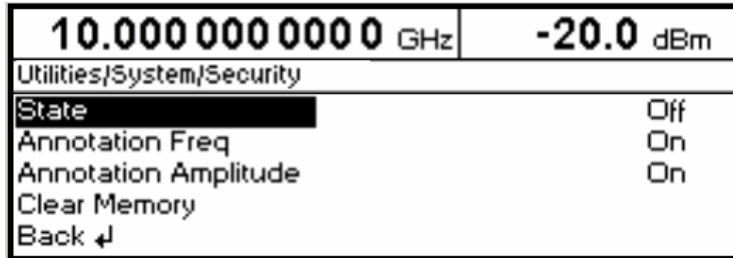 10.000 000 000 0 GHz -20.0 dBm
Utilities/System/Security
State Off
Annotation Freq On
Annotation Amplitude On
Clear Memory
Back ↲